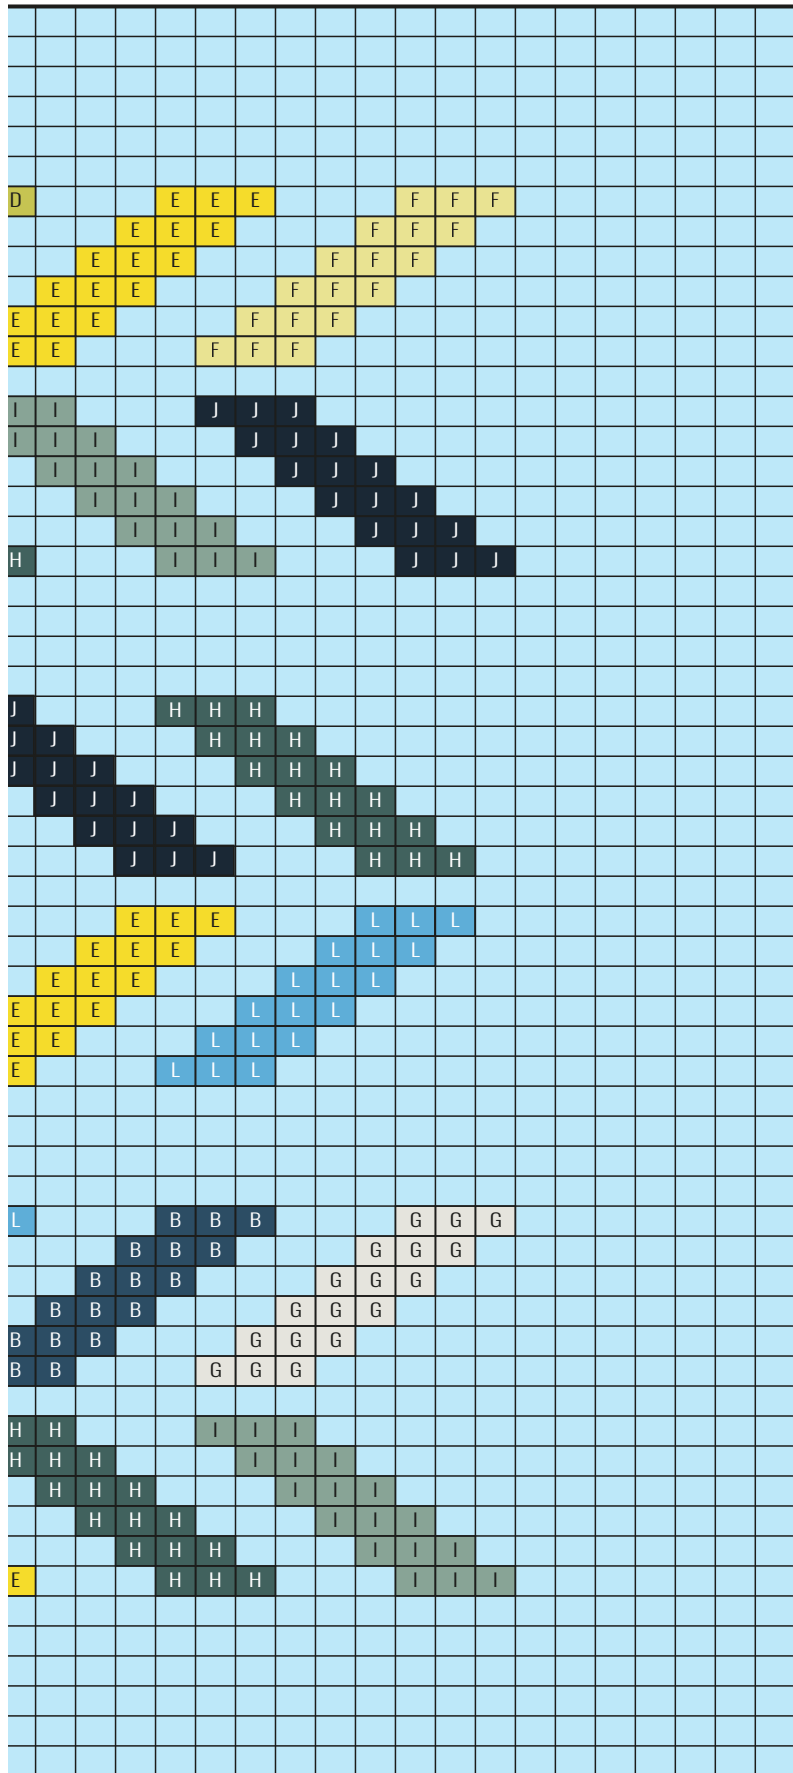 D E E E F F F
E E E F F F
E E E F F F
E E E F F F
E E E F F F
E E F F F
I I J J J
I I I J J J
I I I J J J
I I I J J J
I I I J J J
H I I I J J J
J H H H
J J H H H
J J J H H H
J J J H H H
J J J H H H
J J J H H H
E E E L L L
E E E L L L
E E E L L L
E E E L L L
E E L L L
E L L L
L B B B G G G
B B B G G G
B B B G G G
B B B G G G
B B B G G G
B B G G G
H H I I I
H H H I I I
H H H I I I
H H H I I I
H H H I I I
E H H H I I I